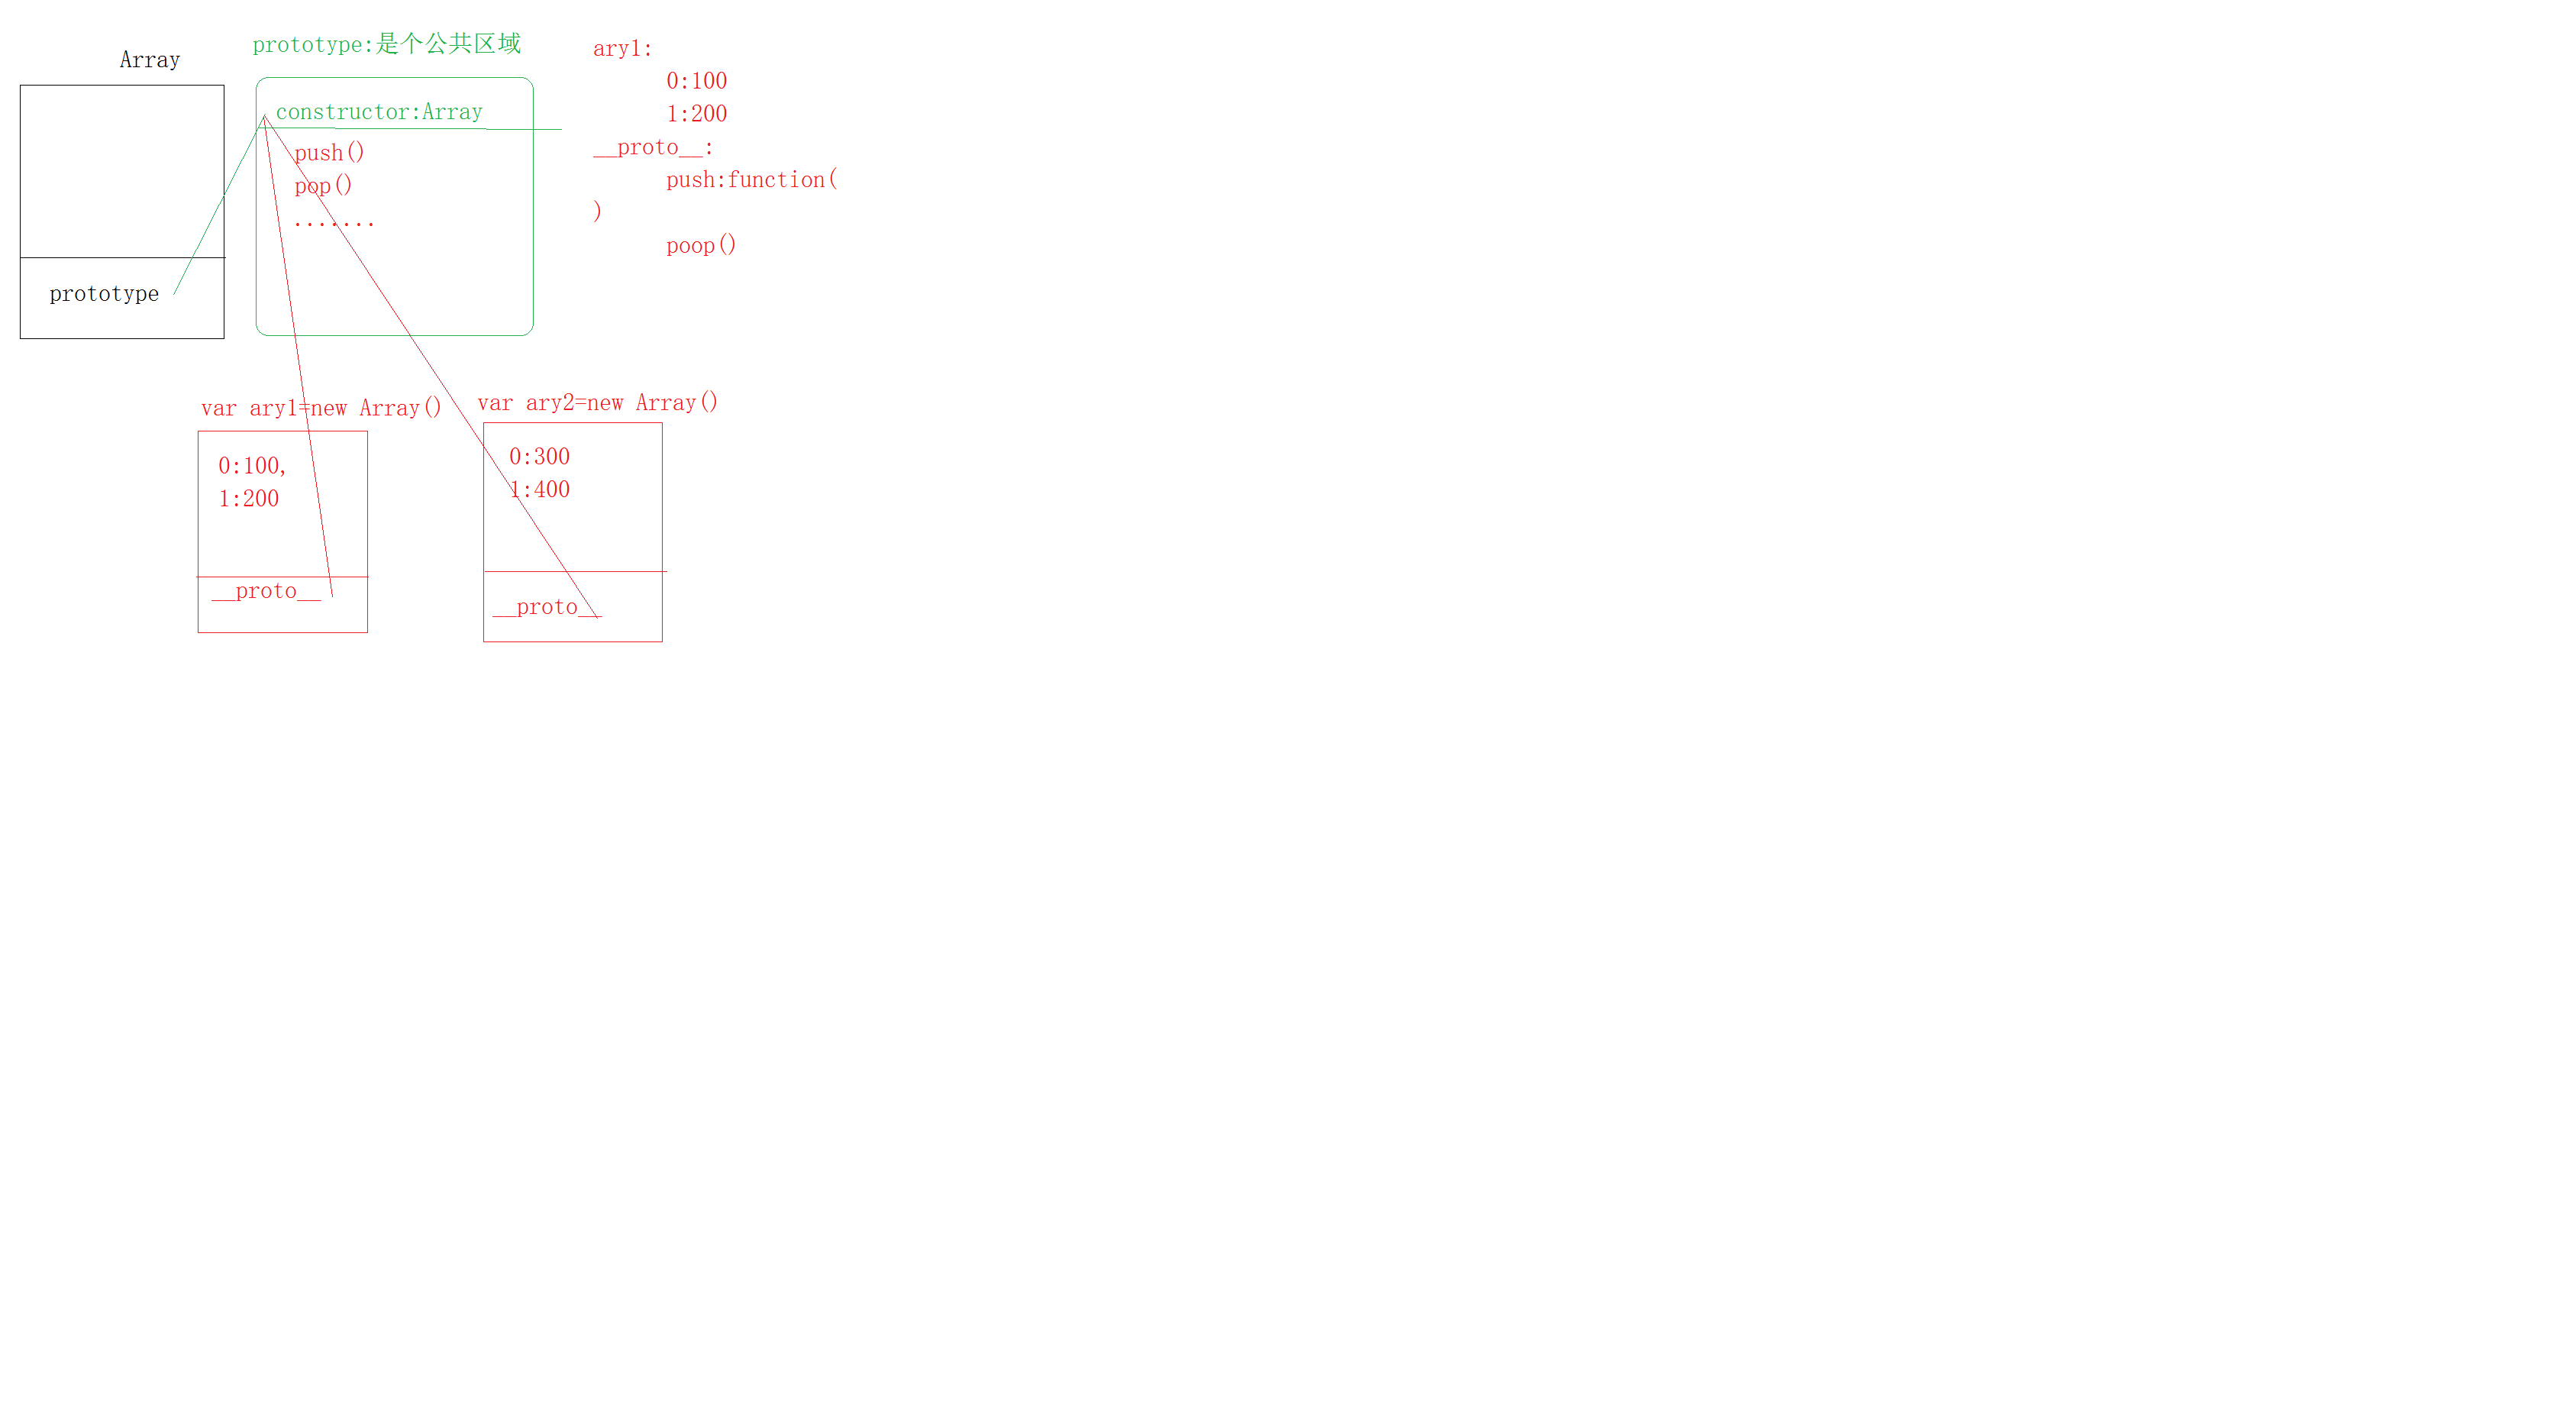 Array
prototype
prototype:是个公共区域
constructor:Array
push()
pop()
.......
ary1:
0:100
1:200
__proto__:
push:function(
)
poop()
var ary1=new Array()
0:100,
1:200
__proto__
var ary2=new Array()
0:300
1:400
__proto__